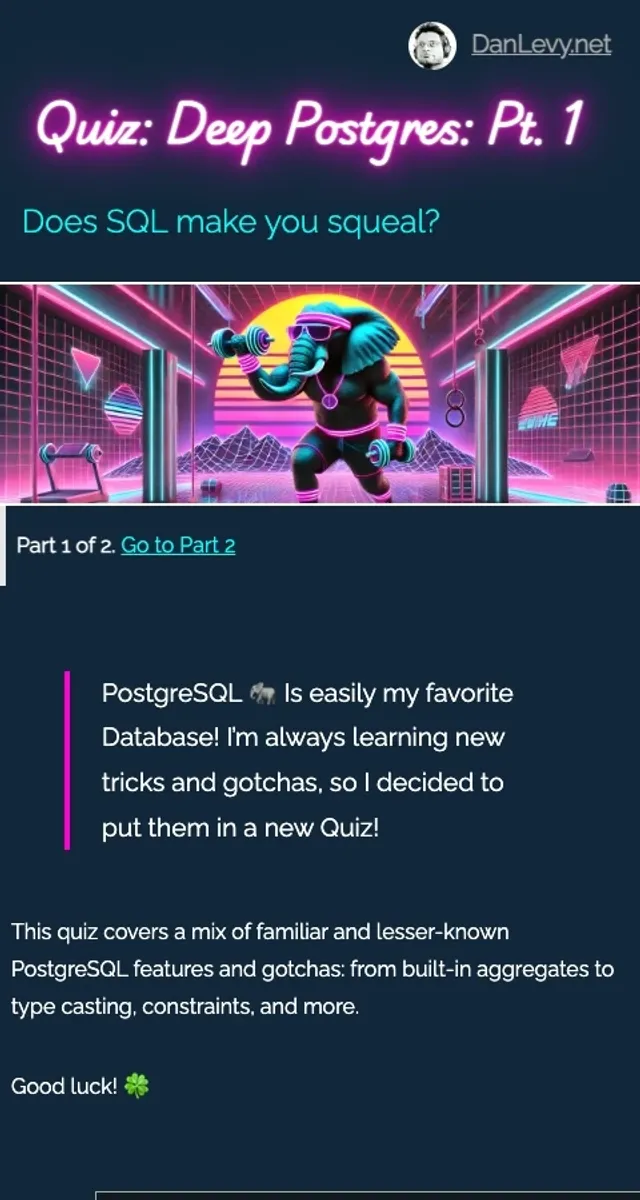 DanLevy.net
Quiz: Deep Postgres: Pt. 1
Does SQL make you squeal?
Part 1 of 2. Go to Part 2
PostgreSQL 🐘 Is easily my favorite
Database! I'm always learning new
tricks and gotchas, so I decided to
put them in a new Quiz!
This quiz covers a mix of familiar and lesser-known
PostgreSQL features and gotchas: from built-in aggregates to
type casting, constraints, and more.
Good luck! 🍀